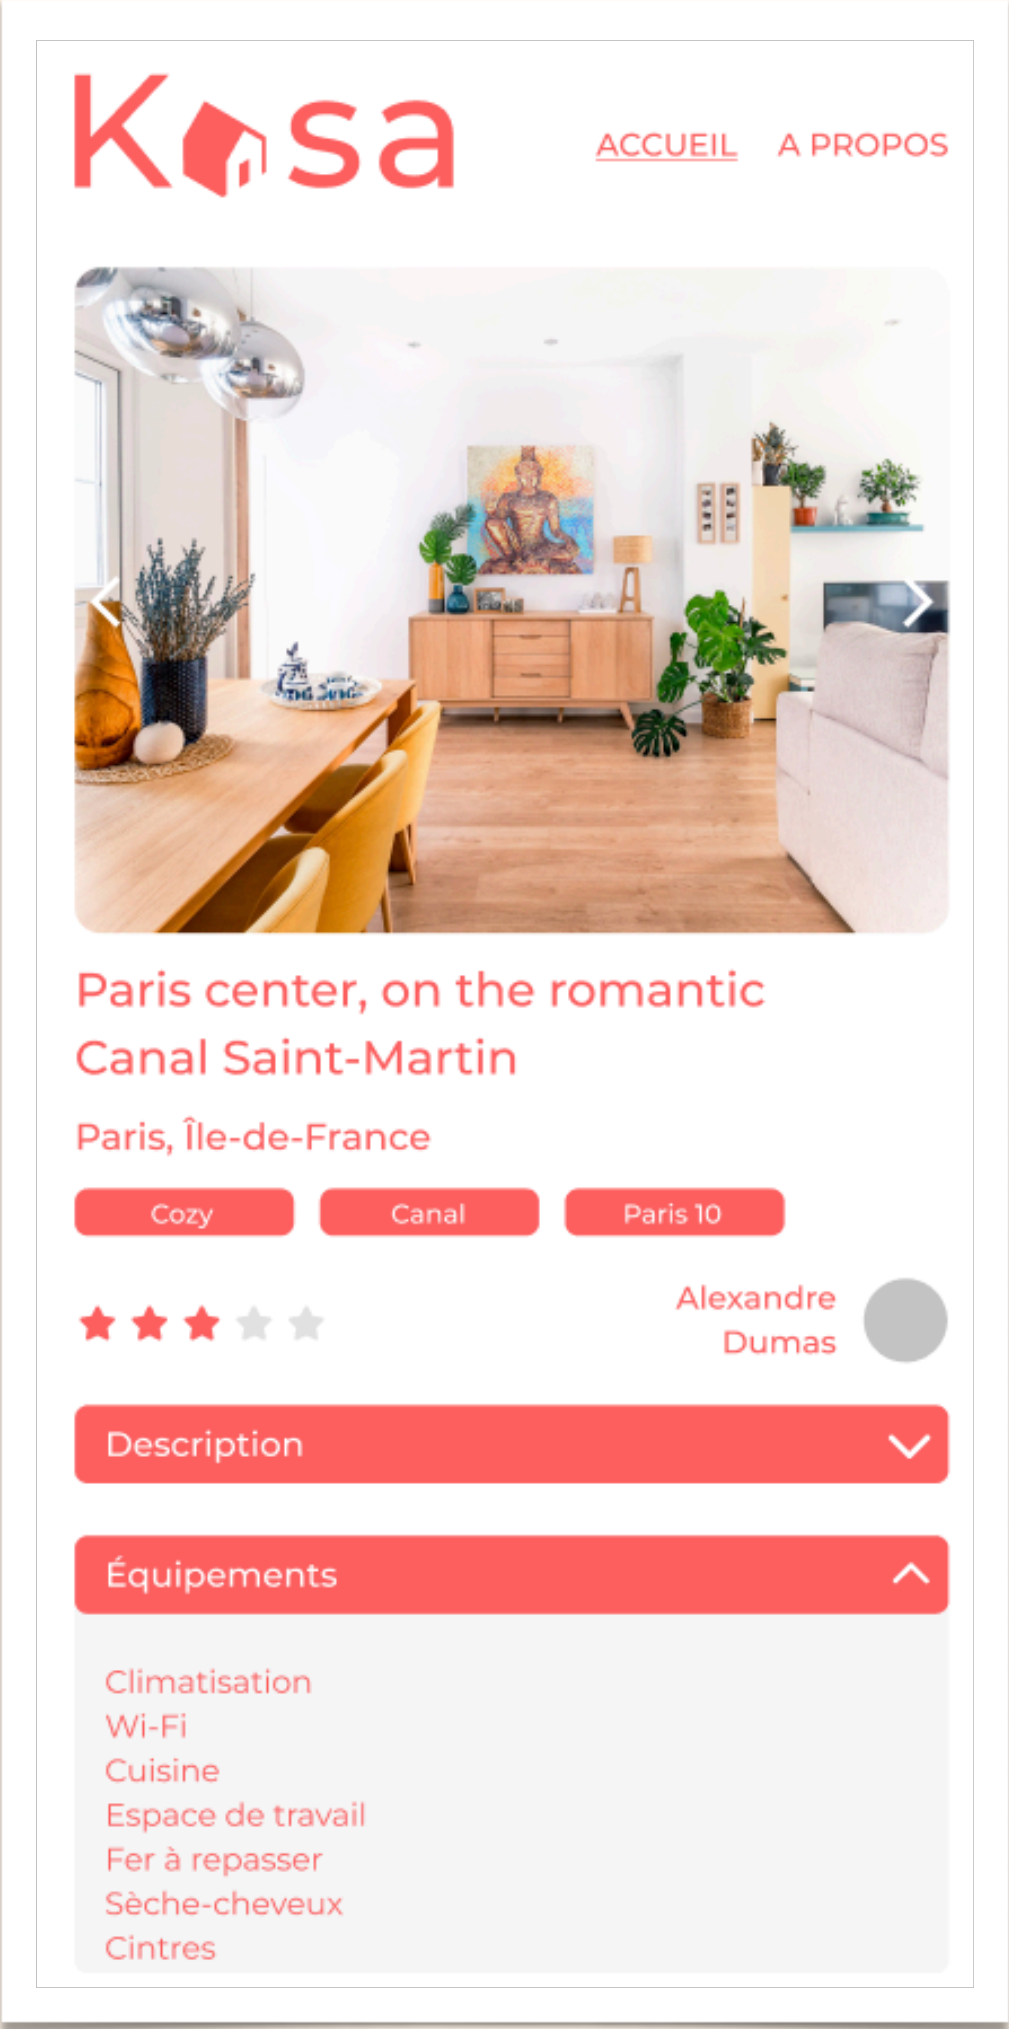 Kasa
ACCUEIL
A PROPOS
Paris center, on the romantic
Canal Saint-Martin
Paris, Île-de-France
Cozy
Canal
Paris 10
Alexandre
Dumas
Description
Équipements
Climatisation
Wi-Fi
Cuisine
Espace de travail
Fer à repasser
Sèche-cheveux
Cintres